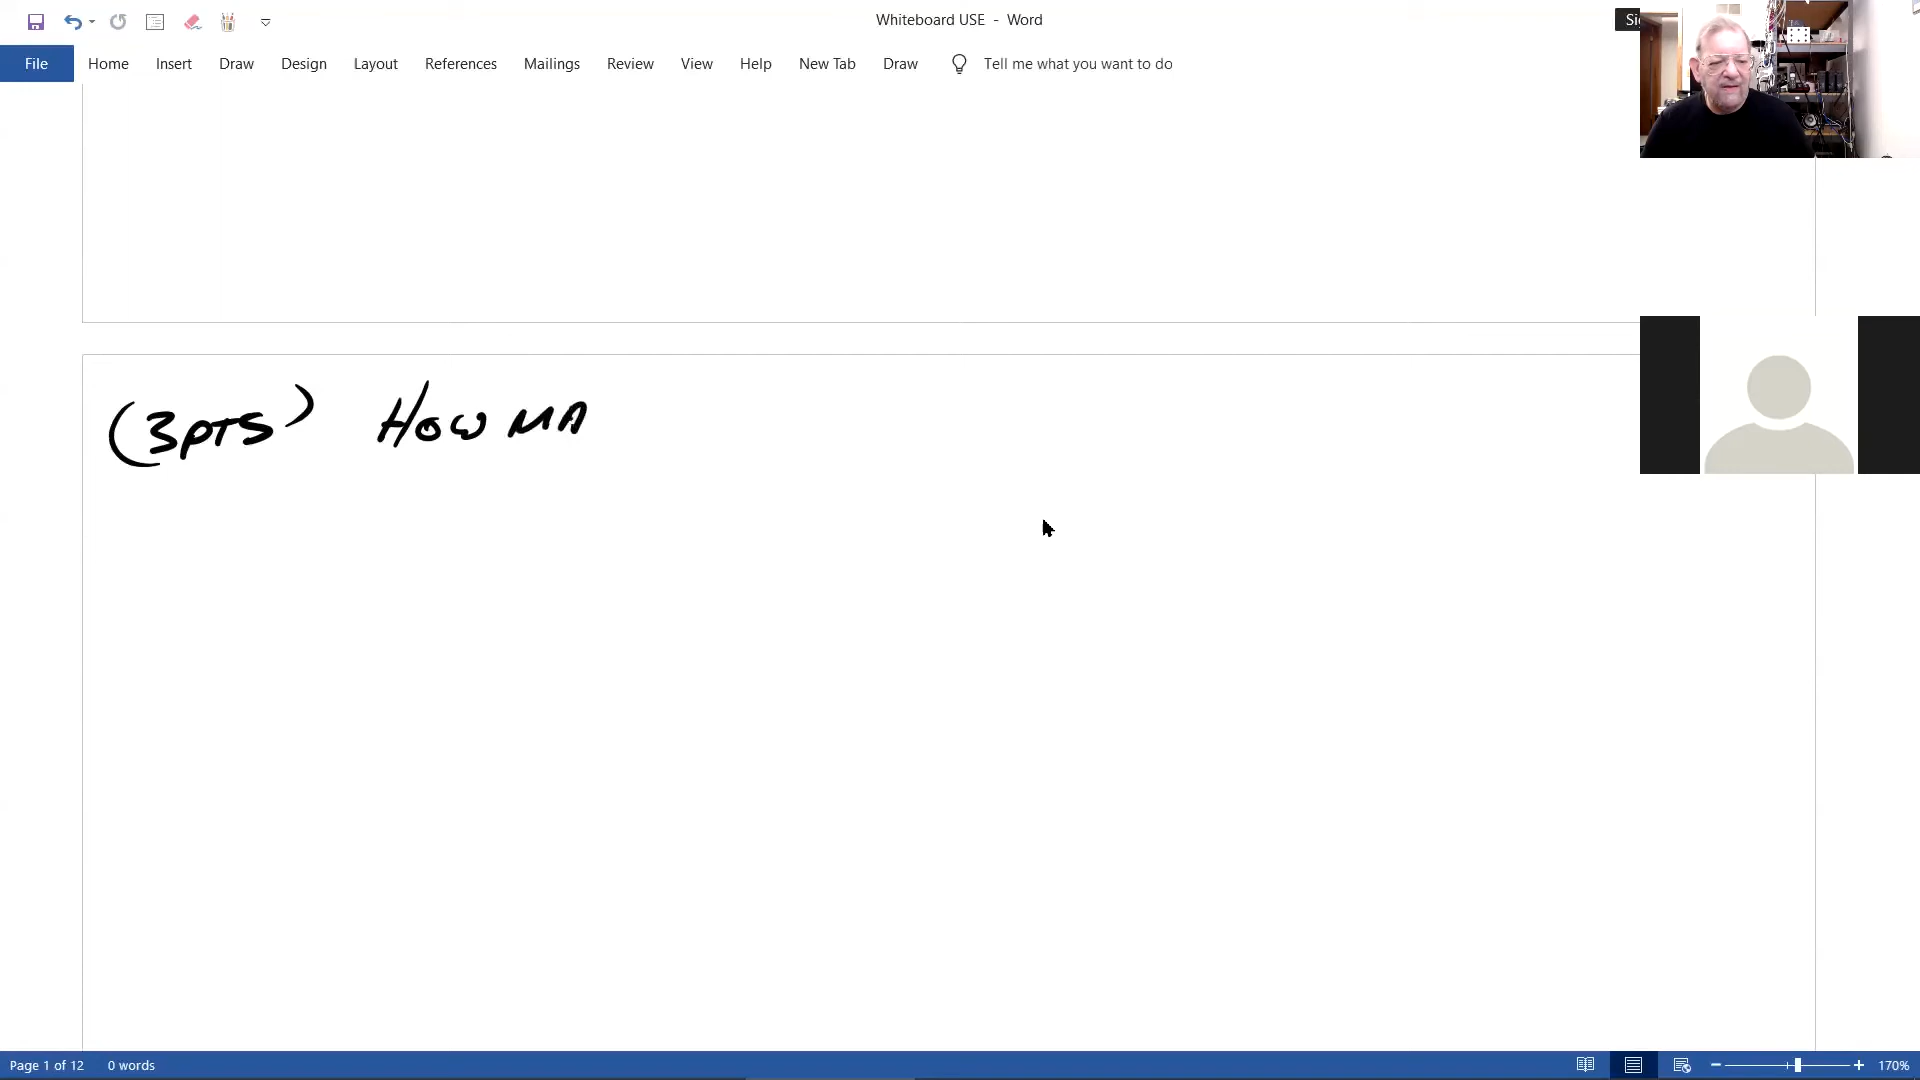 Whiteboard USE - Word
File Home Insert Draw Design Layout References Mailings Review View Help New Tab Draw Tell me what you want to do
(3PTS) HOW MA
Page 1 of 12 0 words 170%